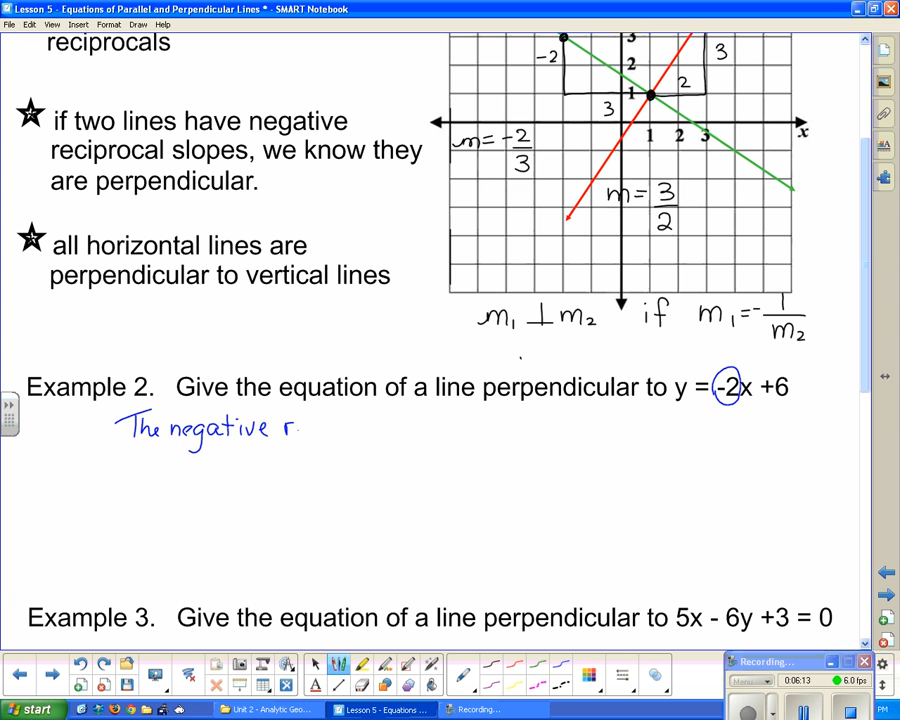 Lesson 5 - Equations of Parallel and Perpendicular Lines * - SMART Notebook
File Edit View Insert Format Draw Help
reciprocals
if two lines have negative
reciprocal slopes, we know they
are perpendicular.
all horizontal lines are
perpendicular to vertical lines
3
-2
3
2
2
1
3
x
1 2 3
m = -2/3
m = 3/2
m₁ ⊥ m₂ if m₁ = -1/m₂
Example 2. Give the equation of a line perpendicular to y = -2x +6
The negative r
Example 3. Give the equation of a line perpendicular to 5x - 6y +3 = 0
Recording...
Menu
00:06:13
6.0 fps
start
Unit 2 - Analytic Geo...
Lesson 5 - Equations ...
Recording...
PM